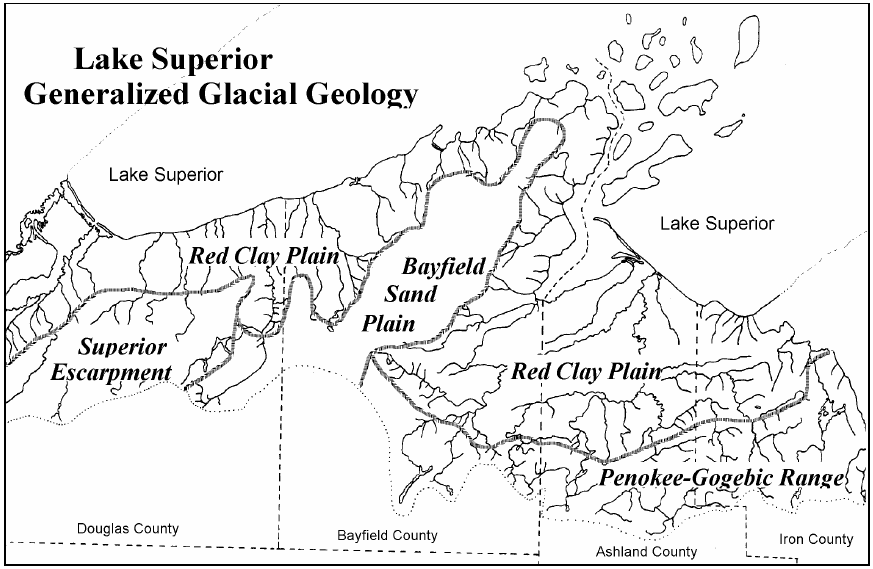 Lake Superior
Generalized Glacial Geology
Lake Superior
Lake Superior
Red Clay Plain
Bayfield
Sand
Plain
Superior
Escarpment
Red Clay Plain
Penokee-Gogebic Range
Douglas County
Bayfield County
Ashland County
Iron County